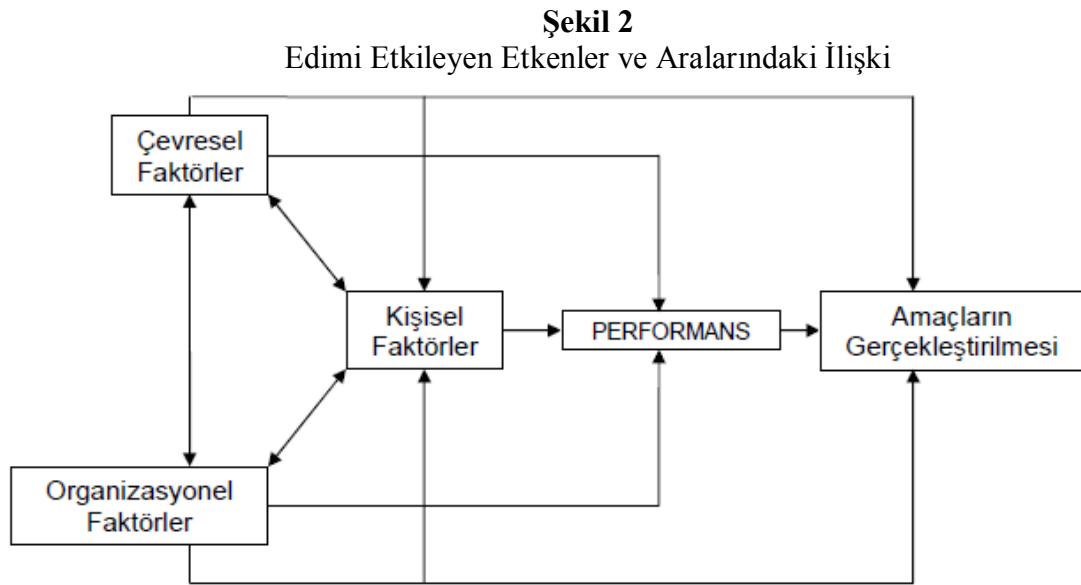 Şekil 2
Edimi Etkileyen Etkenler ve Aralarındaki İlişki
Çevresel
Faktörler
Kişisel
Faktörler
PERFORMANS
Amaçların
Gerçekleştirilmesi
Organizasyonel
Faktörler